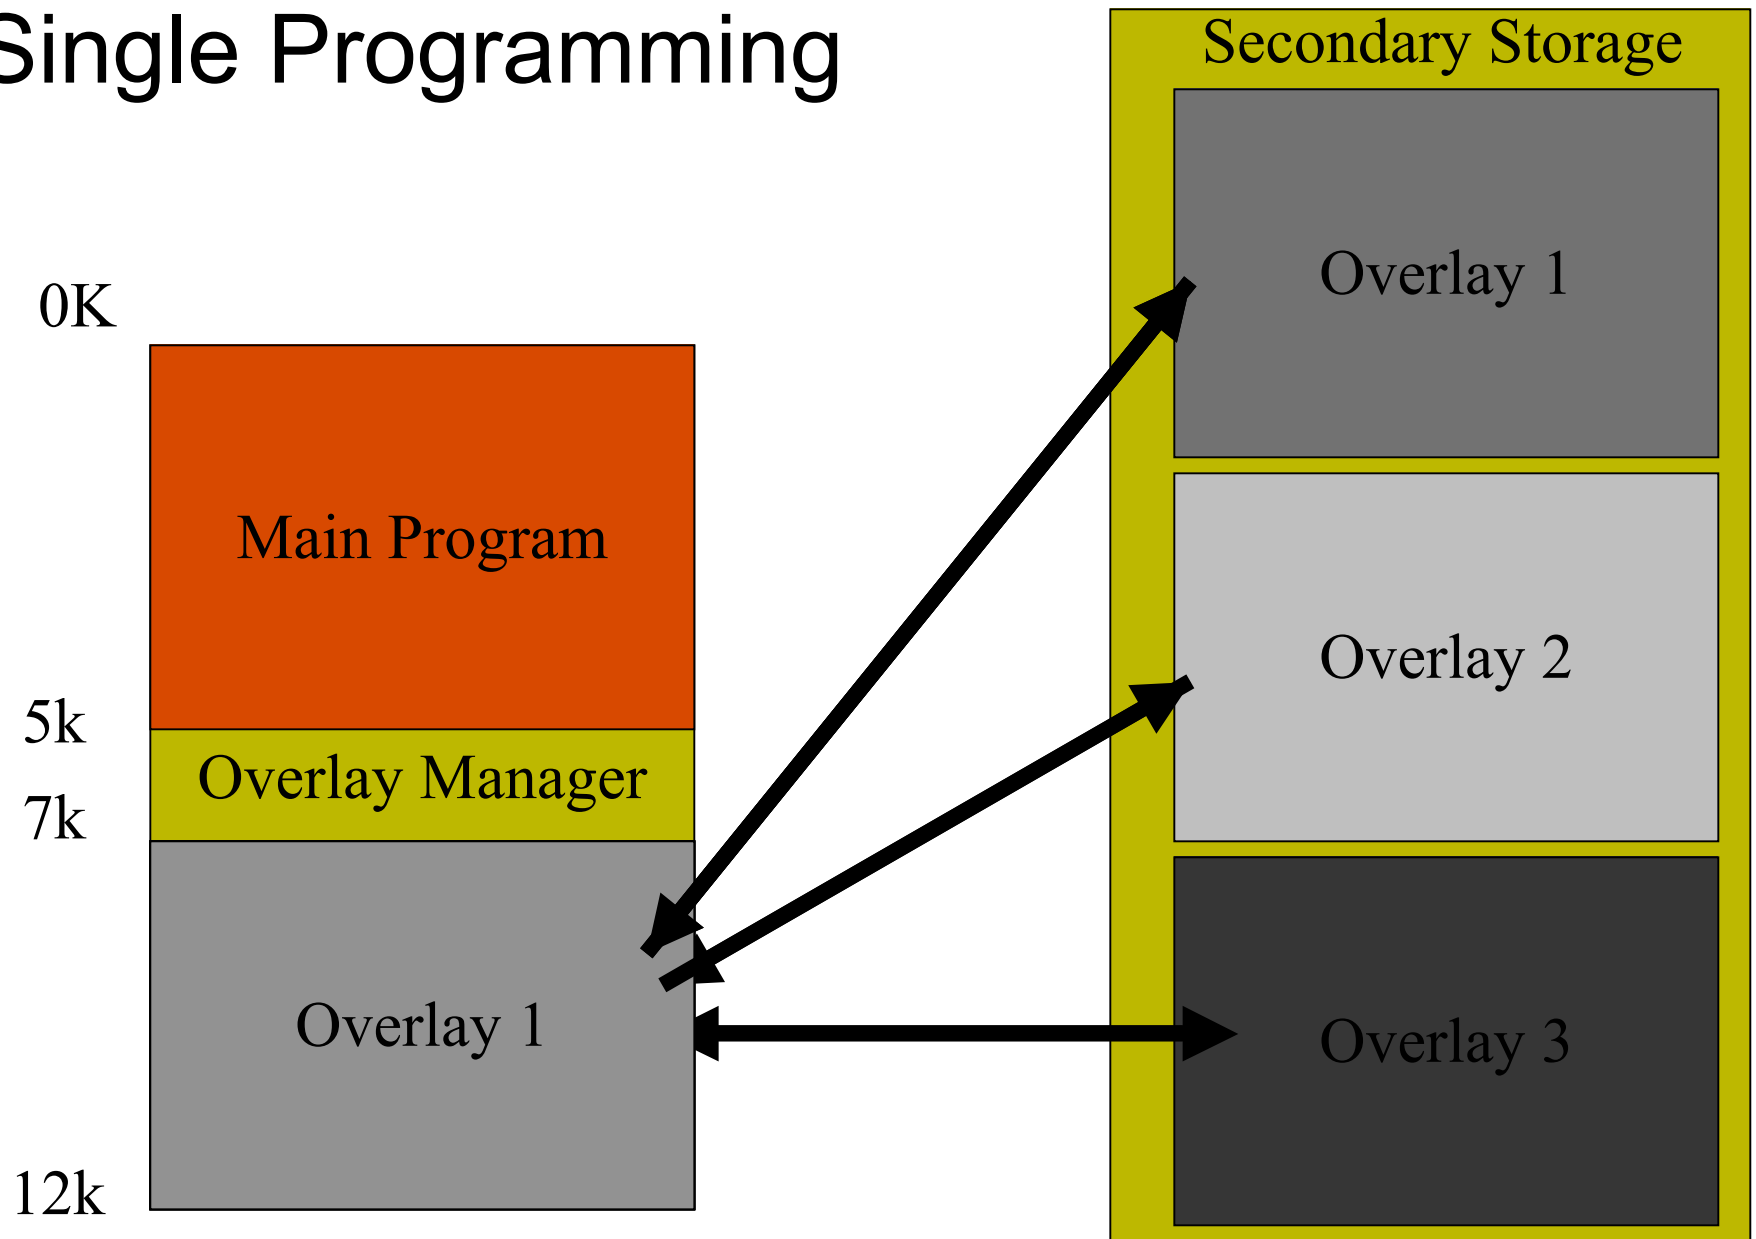 Single Programming
Secondary Storage
0K
Main Program
5k
Overlay Manager
7k
Overlay 1
12k
Overlay 1
Overlay 2
Overlay 3